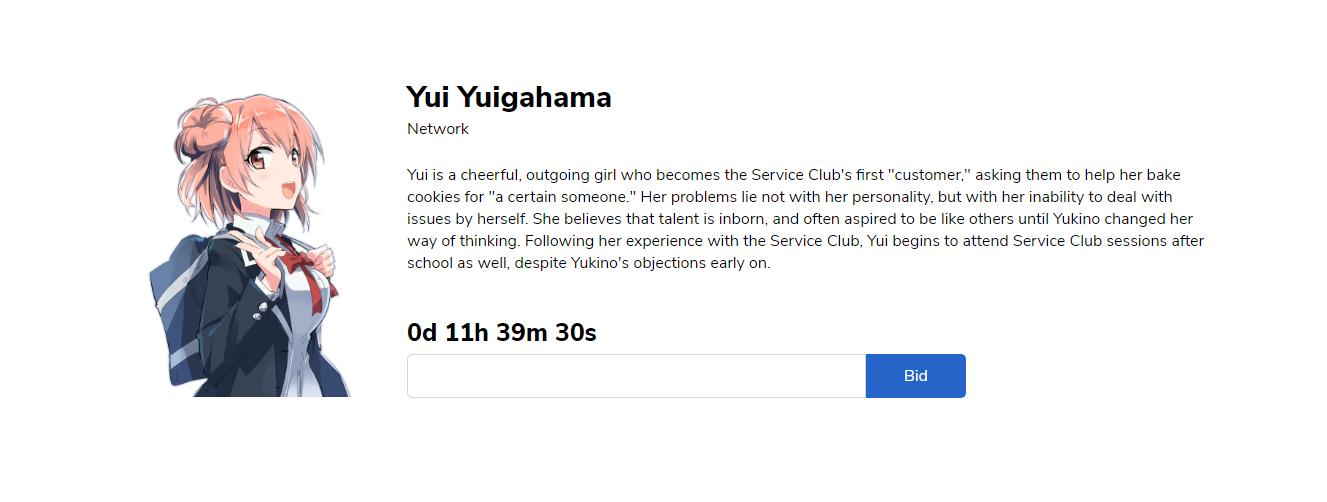 Yui Yuigahama
Network
Yui is a cheerful, outgoing girl who becomes the Service Club's first "customer," asking them to help her bake
cookies for "a certain someone." Her problems lie not with her personality, but with her inability to deal with
issues by herself. She believes that talent is inborn, and often aspired to be like others until Yukino changed her
way of thinking. Following her experience with the Service Club, Yui begins to attend Service Club sessions after
school as well, despite Yukino's objections early on.
0d 11h 39m 30s
Bid